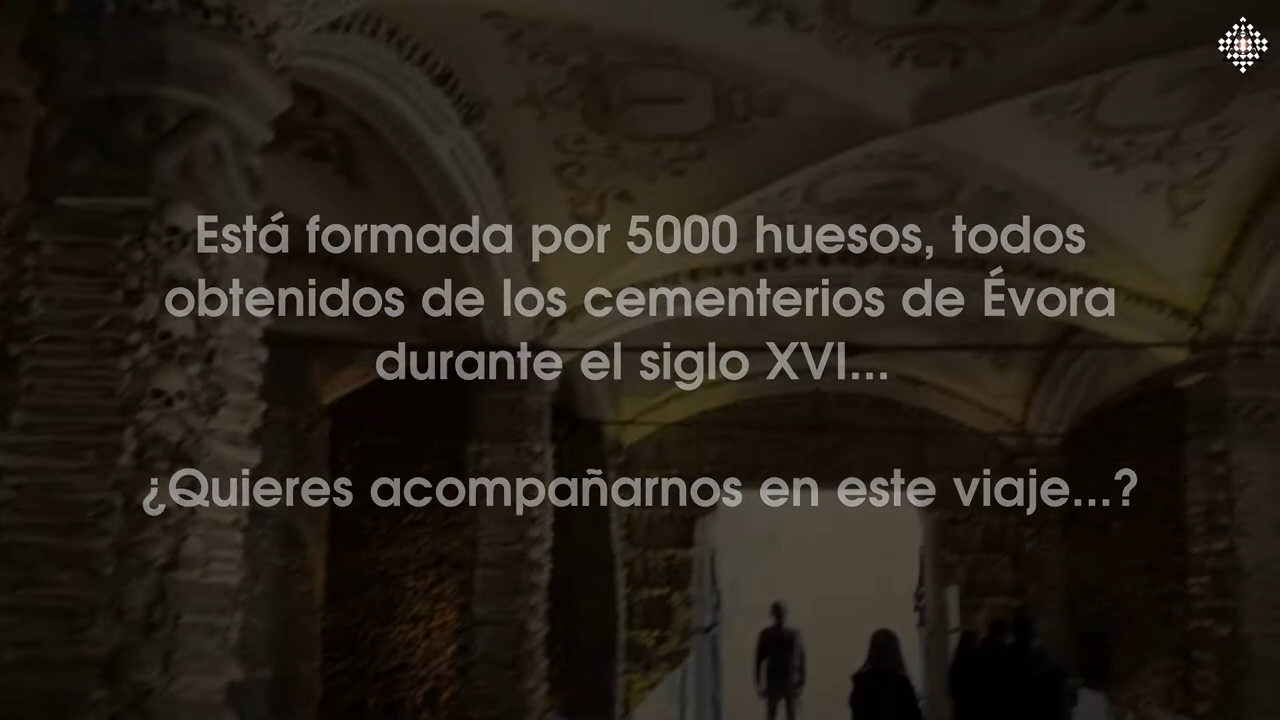 Está formada por 5000 huesos, todos
obtenidos de los cementerios de Évora
durante el siglo XVI...
¿Quieres acompañarnos en este viaje...?